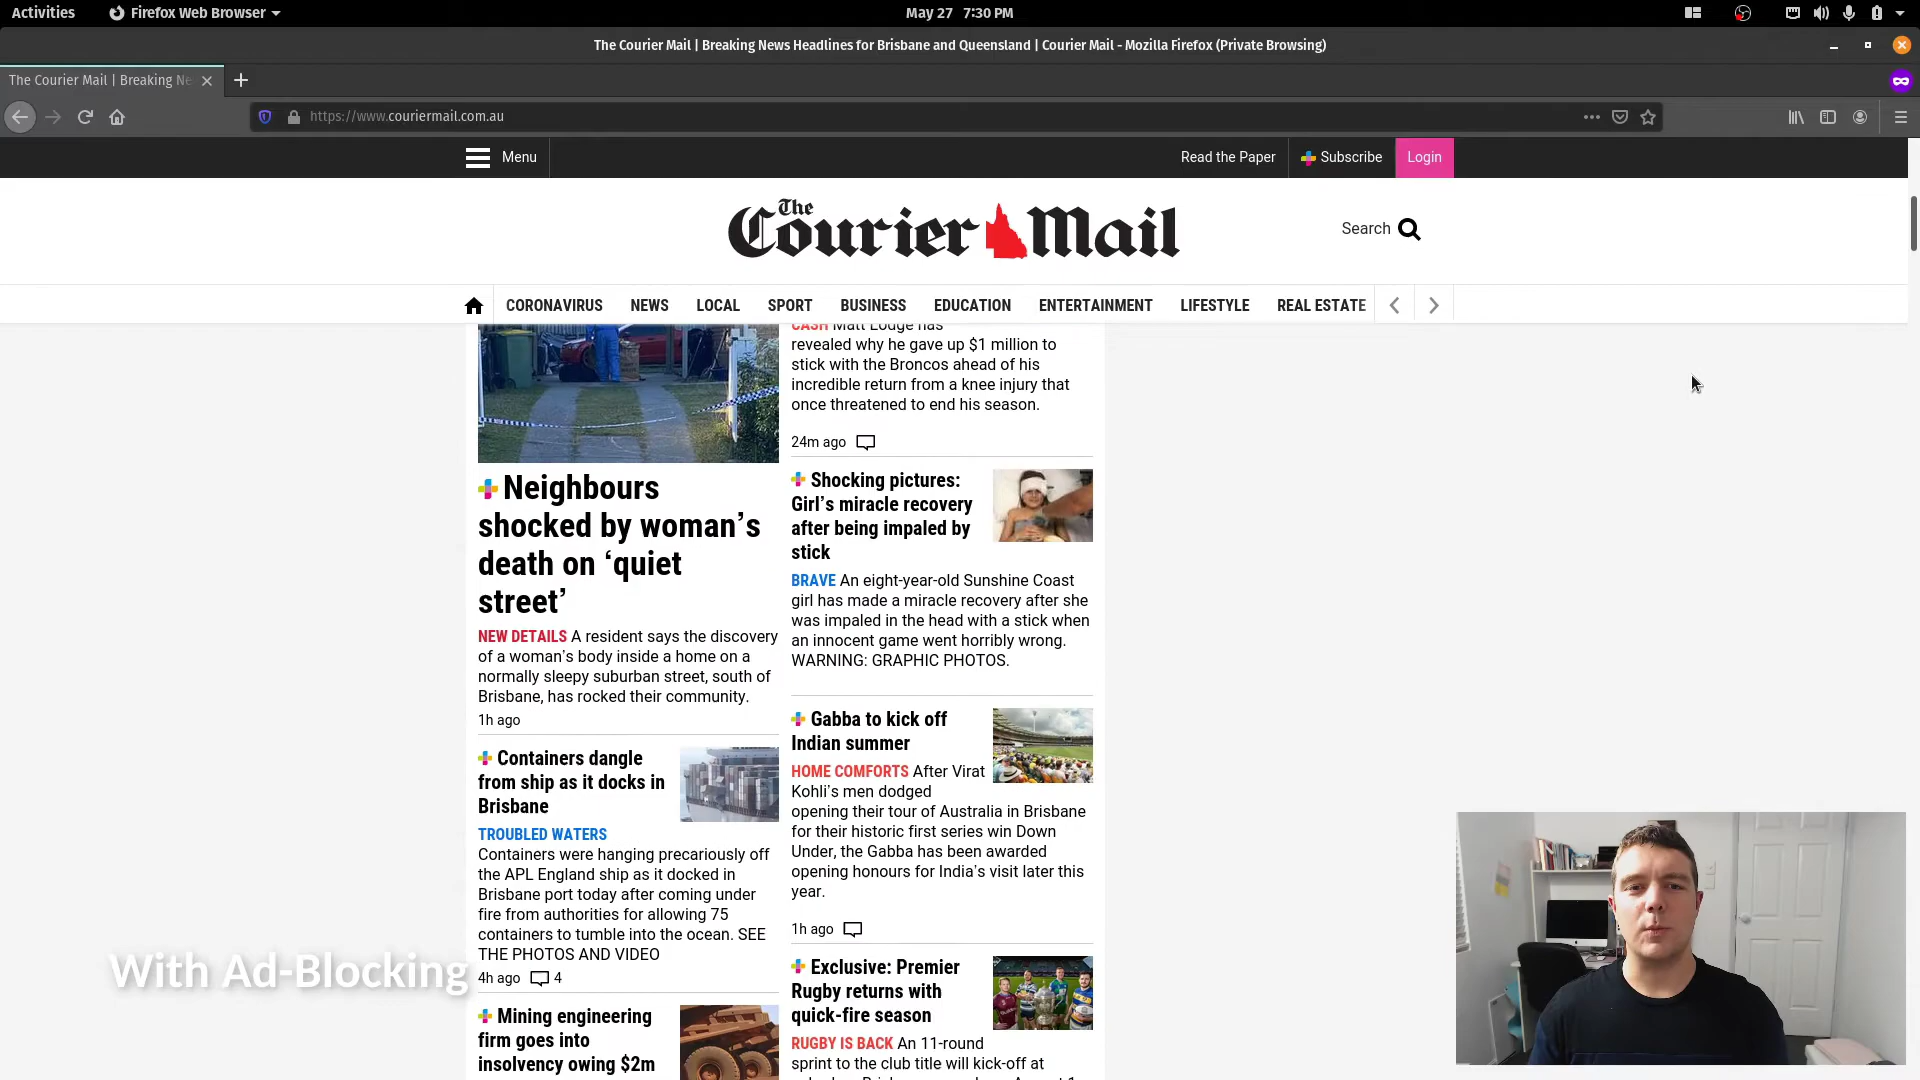 Activities
Firefox Web Browser
May 27 7:30 PM
The Courier Mail | Breaking News Headlines for Brisbane and Queensland | Courier Mail - Mozilla Firefox (Private Browsing)
The Courier Mail | Breaking Ne
https://www.couriermail.com.au
Menu
Read the Paper
Subscribe
Login
The Courier Mail
Search
CORONAVIRUS
NEWS
LOCAL
SPORT
BUSINESS
EDUCATION
ENTERTAINMENT
LIFESTYLE
REAL ESTATE
Neighbours
shocked by woman’s
death on ‘quiet
street’
NEW DETAILS A resident says the discovery
of a woman’s body inside a home on a
normally sleepy suburban street, south of
Brisbane, has rocked their community.
1h ago
Containers dangle
from ship as it docks in
Brisbane
TROUBLED WATERS
Containers were hanging precariously off
the APL England ship as it docked in
Brisbane port today after coming under
fire from authorities for allowing 75
containers to tumble into the ocean. SEE
THE PHOTOS AND VIDEO
4h ago 4
Mining engineering
firm goes into
insolvency owing $2m
CASH Matt Lodge has
revealed why he gave up $1 million to
stick with the Broncos ahead of his
incredible return from a knee injury that
once threatened to end his season.
24m ago
Shocking pictures:
Girl’s miracle recovery
after being impaled by
stick
BRAVE An eight-year-old Sunshine Coast
girl has made a miracle recovery after she
was impaled in the head with a stick when
an innocent game went horribly wrong.
WARNING: GRAPHIC PHOTOS.
Gabba to kick off
Indian summer
HOME COMFORTS After Virat
Kohli’s men dodged
opening their tour of Australia in Brisbane
for their historic first series win Down
Under, the Gabba has been awarded
opening honours for India’s visit later this
year.
1h ago
Exclusive: Premier
Rugby returns with
quick-fire season
RUGBY IS BACK An 11-round
sprint to the club title will kick-off at
With Ad-Blocking